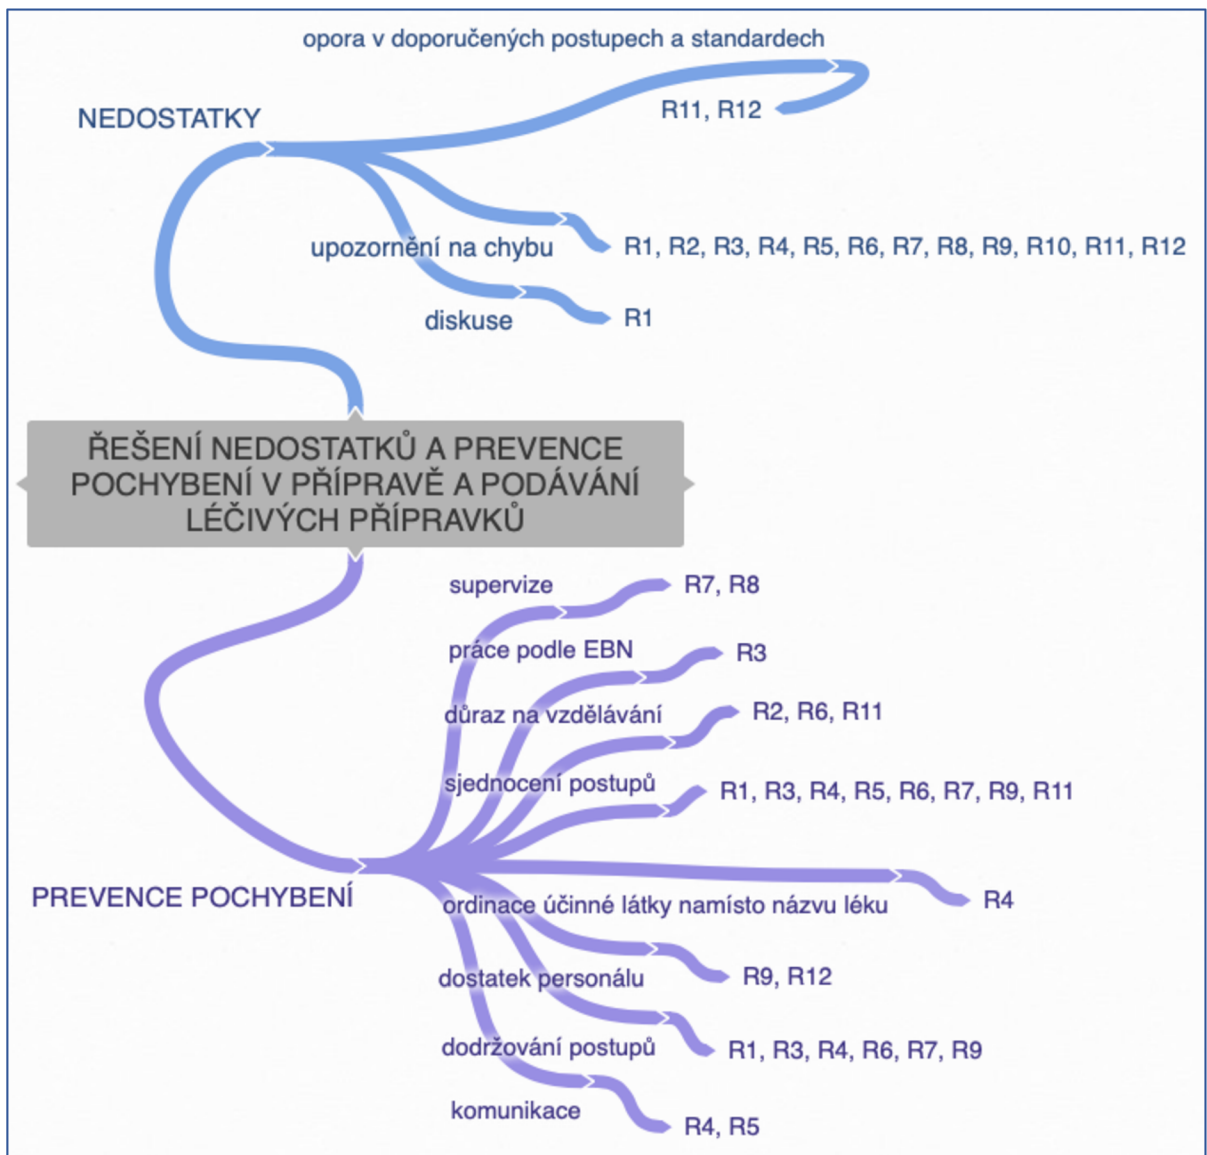 opora v doporučených postupech a standardech
R11, R12
NEDOSTATKY
upozornění na chybu
R1, R2, R3, R4, R5, R6, R7, R8, R9, R10, R11, R12
diskuse
R1
ŘEŠENÍ NEDOSTATKŮ A PREVENCE
POCHYBENÍ V PŘÍPRAVĚ A PODÁVÁNÍ
LÉČIVÝCH PŘÍPRAVKŮ
supervize
R7, R8
práce podle EBN
R3
důraz na vzdělávání
R2, R6, R11
sjednocení postupů
R1, R3, R4, R5, R6, R7, R9, R11
PREVENCE POCHYBENÍ
ordinace účinné látky namísto názvu léku
R4
dostatek personálu
R9, R12
dodržování postupů
R1, R3, R4, R6, R7, R9
komunikace
R4, R5